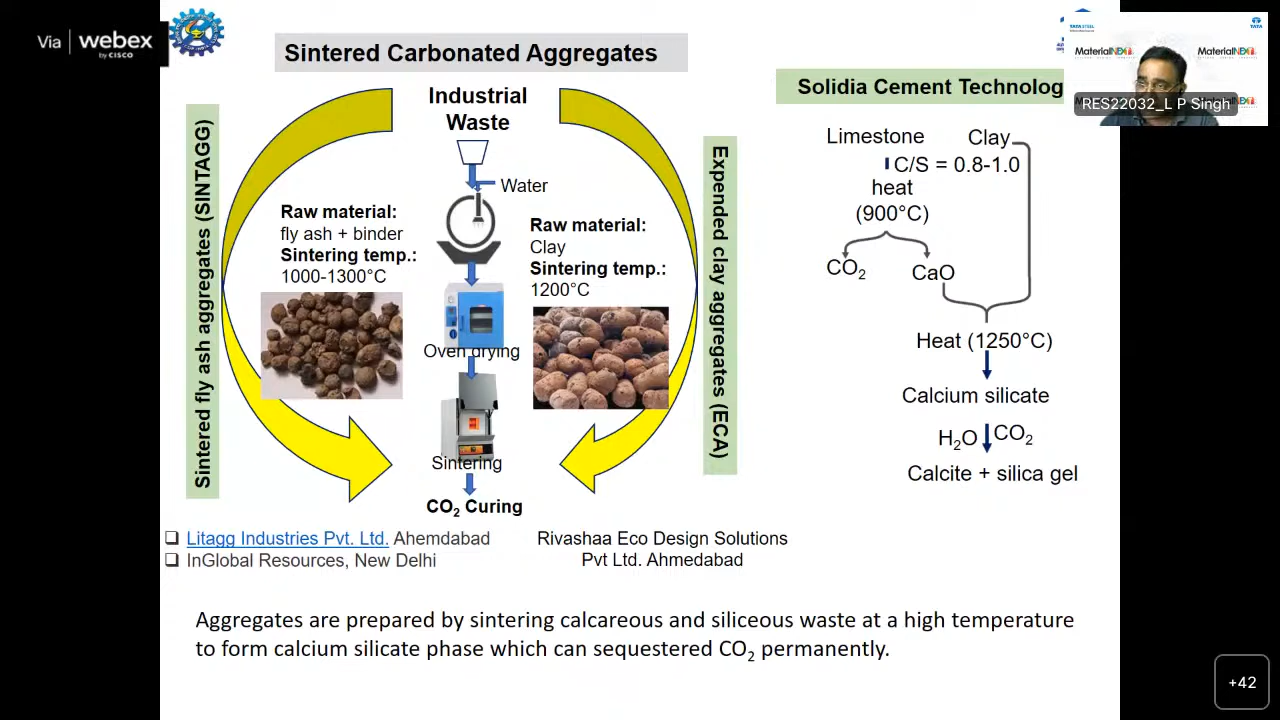 Via webex
by CISCO
Sintered Carbonated Aggregates
Sintered fly ash aggregates (SINTAGG)
Industrial
Waste
Water
Raw material:
fly ash + binder
Sintering temp.:
1000-1300°C
Raw material:
Clay
Sintering temp.:
1200°C
Oven drying
Sintering
CO₂ Curing
Expended clay aggregates (ECA)
Litagg Industries Pvt. Ltd. Ahemdabad
InGlobal Resources, New Delhi
Rivashaa Eco Design Solutions
Pvt Ltd. Ahmedabad
Solidia Cement Technolog
Limestone Clay
C/S = 0.8-1.0
heat
(900°C)
CO₂ CaO
Heat (1250°C)
Calcium silicate
H₂O CO₂
Calcite + silica gel
Aggregates are prepared by sintering calcareous and siliceous waste at a high temperature
to form calcium silicate phase which can sequestered CO₂ permanently.
TATA STEEL
TATA
MaterialNEXT
MaterialNEXT
RES22032_L P Singh
+42